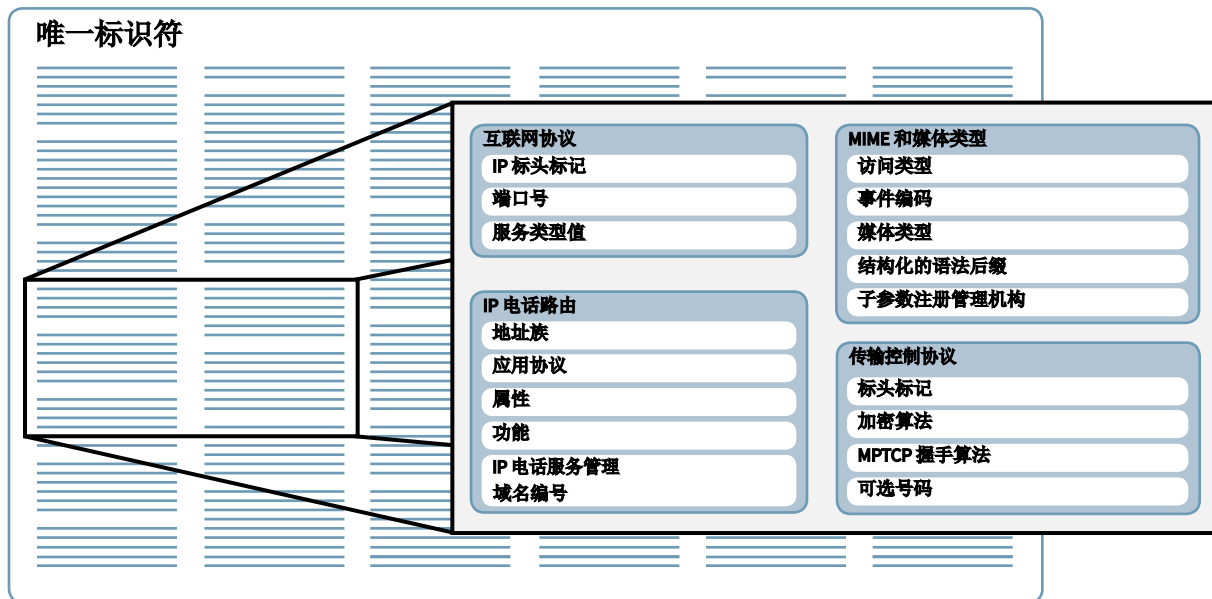 唯一标识符
互联网协议
IP 标头标记
端口号
服务类型值
IP 电话路由
地址族
应用协议
属性
功能
IP 电话服务管理
域名编号
MIME 和媒体类型
访问类型
事件编码
媒体类型
结构化的语法后缀
子参数注册管理机构
传输控制协议
标头标记
加密算法
MPTCP 握手算法
可选号码